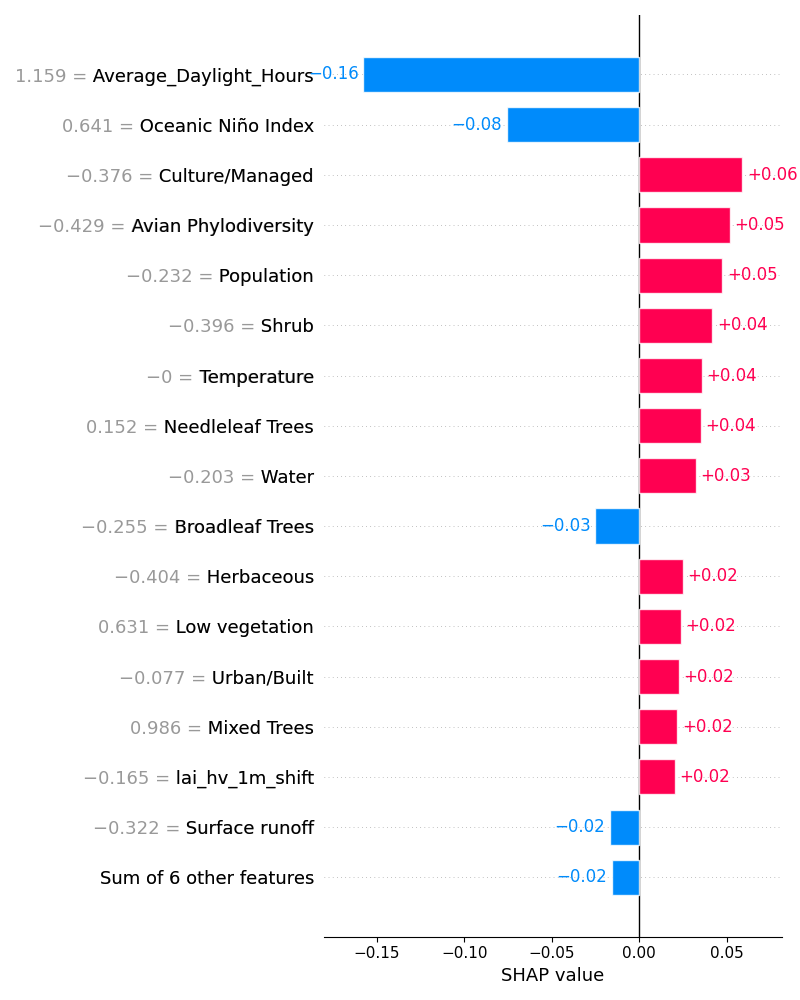 1.159 = Average_Daylight_Hours −0.16
0.641 = Oceanic Niño Index −0.08
−0.376 = Culture/Managed +0.06
−0.429 = Avian Phylodiversity +0.05
−0.232 = Population +0.05
−0.396 = Shrub +0.04
−0 = Temperature +0.04
0.152 = Needleleaf Trees +0.04
−0.203 = Water +0.03
−0.255 = Broadleaf Trees −0.03
−0.404 = Herbaceous +0.02
0.631 = Low vegetation +0.02
−0.077 = Urban/Built +0.02
0.986 = Mixed Trees +0.02
−0.165 = lai_hv_1m_shift +0.02
−0.322 = Surface runoff −0.02
Sum of 6 other features −0.02
−0.15 −0.10 −0.05 0.00 0.05
SHAP value